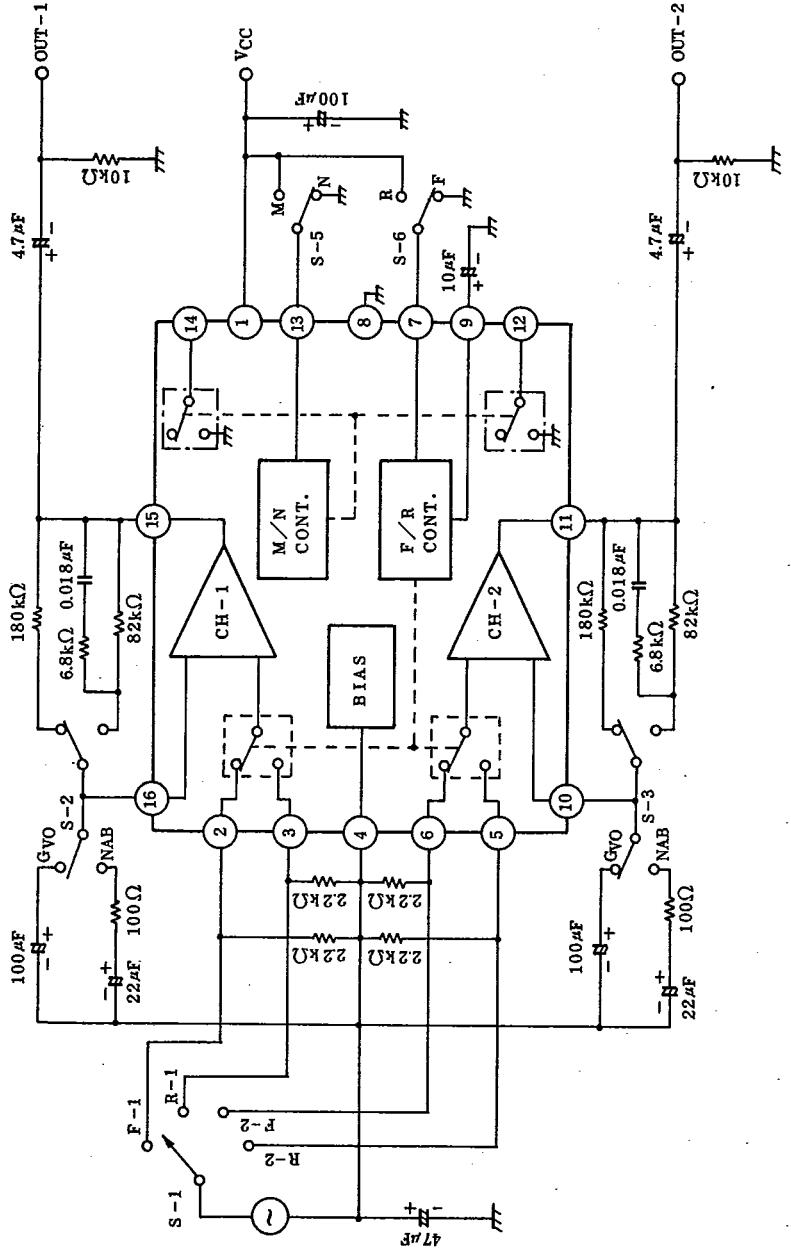 OUT-1
VCC
OUT-2
4.7μF
+ -
10kΩ
100μF
+ -
M
N
S-5
R
F
S-6
10μF
+ -
4.7μF
+ -
10kΩ
14
1
13
8
7
9
12
15
11
M/N
CONT.
F/R
CONT.
CH-1
CH-2
BIAS
180kΩ
0.018μF
6.8kΩ
82kΩ
180kΩ
0.018μF
6.8kΩ
82kΩ
16
2
3
4
6
5
10
S-2
GVO
NAB
100μF
- +
100Ω
22μF
- +
S-3
GVO
NAB
100μF
- +
100Ω
22μF
- +
2.2kΩ
2.2kΩ
2.2kΩ
2.2kΩ
F-1
R-1
F-2
R-2
S-1
~
47μF
+ -